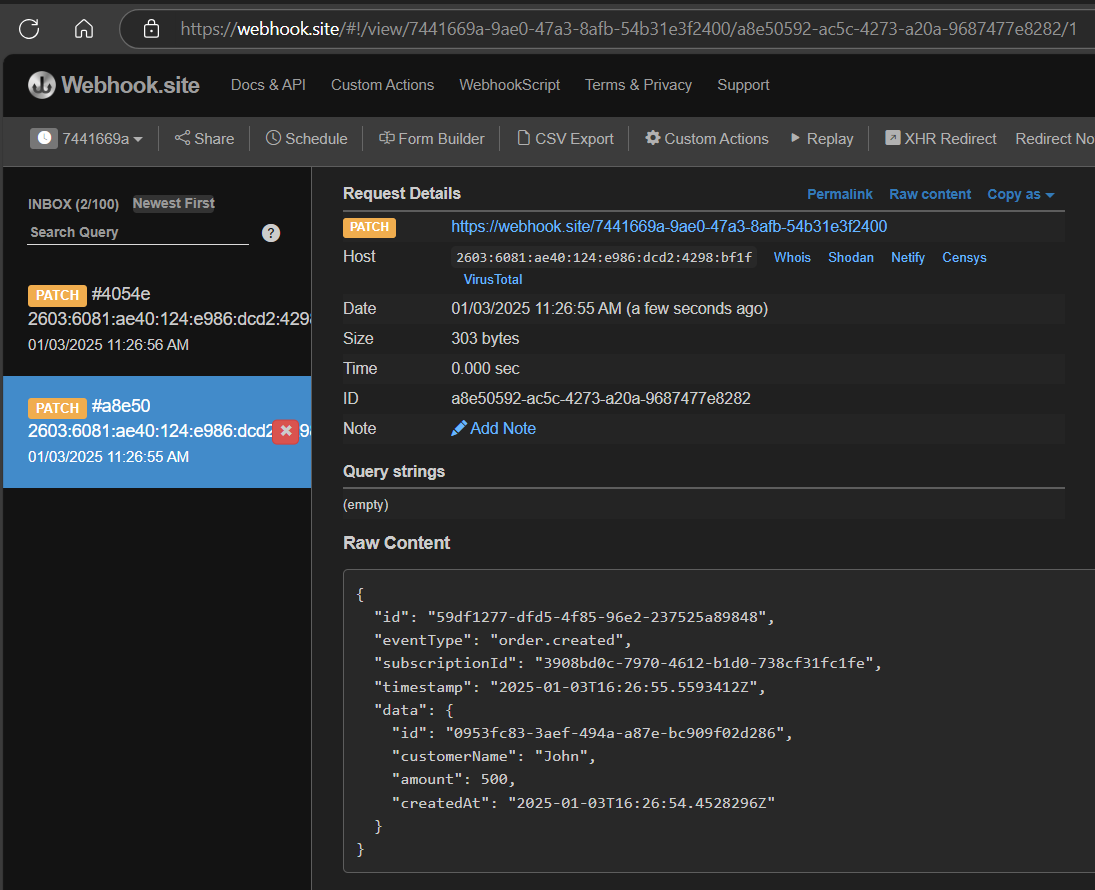 https://webhook.site/#!/view/7441669a-9ae0-47a3-8afb-54b31e3f2400/a8e50592-ac5c-4273-a20a-9687477e8282/1
Webhook.site Docs & API Custom Actions WebhookScript Terms & Privacy Support
7441669a Share Schedule Form Builder CSV Export Custom Actions Replay XHR Redirect Redirect No
INBOX (2/100) Newest First
Search Query ?
PATCH #4054e
2603:6081:ae40:124:e986:dcd2:4298
01/03/2025 11:26:56 AM
PATCH #a8e50
2603:6081:ae40:124:e986:dcd2 98
01/03/2025 11:26:55 AM
Request Details Permalink Raw content Copy as
PATCH https://webhook.site/7441669a-9ae0-47a3-8afb-54b31e3f2400
Host 2603:6081:ae40:124:e986:dcd2:4298:bf1f Whois Shodan Netify Censys
VirusTotal
Date 01/03/2025 11:26:55 AM (a few seconds ago)
Size 303 bytes
Time 0.000 sec
ID a8e50592-ac5c-4273-a20a-9687477e8282
Note Add Note
Query strings
(empty)
Raw Content
{
"id": "59df1277-dfd5-4f85-96e2-237525a89848",
"eventType": "order.created",
"subscriptionId": "3908bd0c-7970-4612-b1d0-738cf31fc1fe",
"timestamp": "2025-01-03T16:26:55.5593412Z",
"data": {
"id": "0953fc83-3aef-494a-a87e-bc909f02d286",
"customerName": "John",
"amount": 500,
"createdAt": "2025-01-03T16:26:54.4528296Z"
}
}